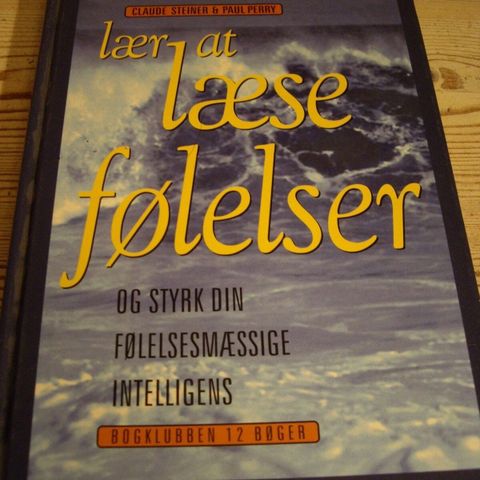 CLAUDE STEINER & PAUL PERRY
lær at
læse
følelser
OG STYRK DIN
FØLELSESMÆSSIGE
INTELLIGENS
BOGKLUBBEN 12 BØGER